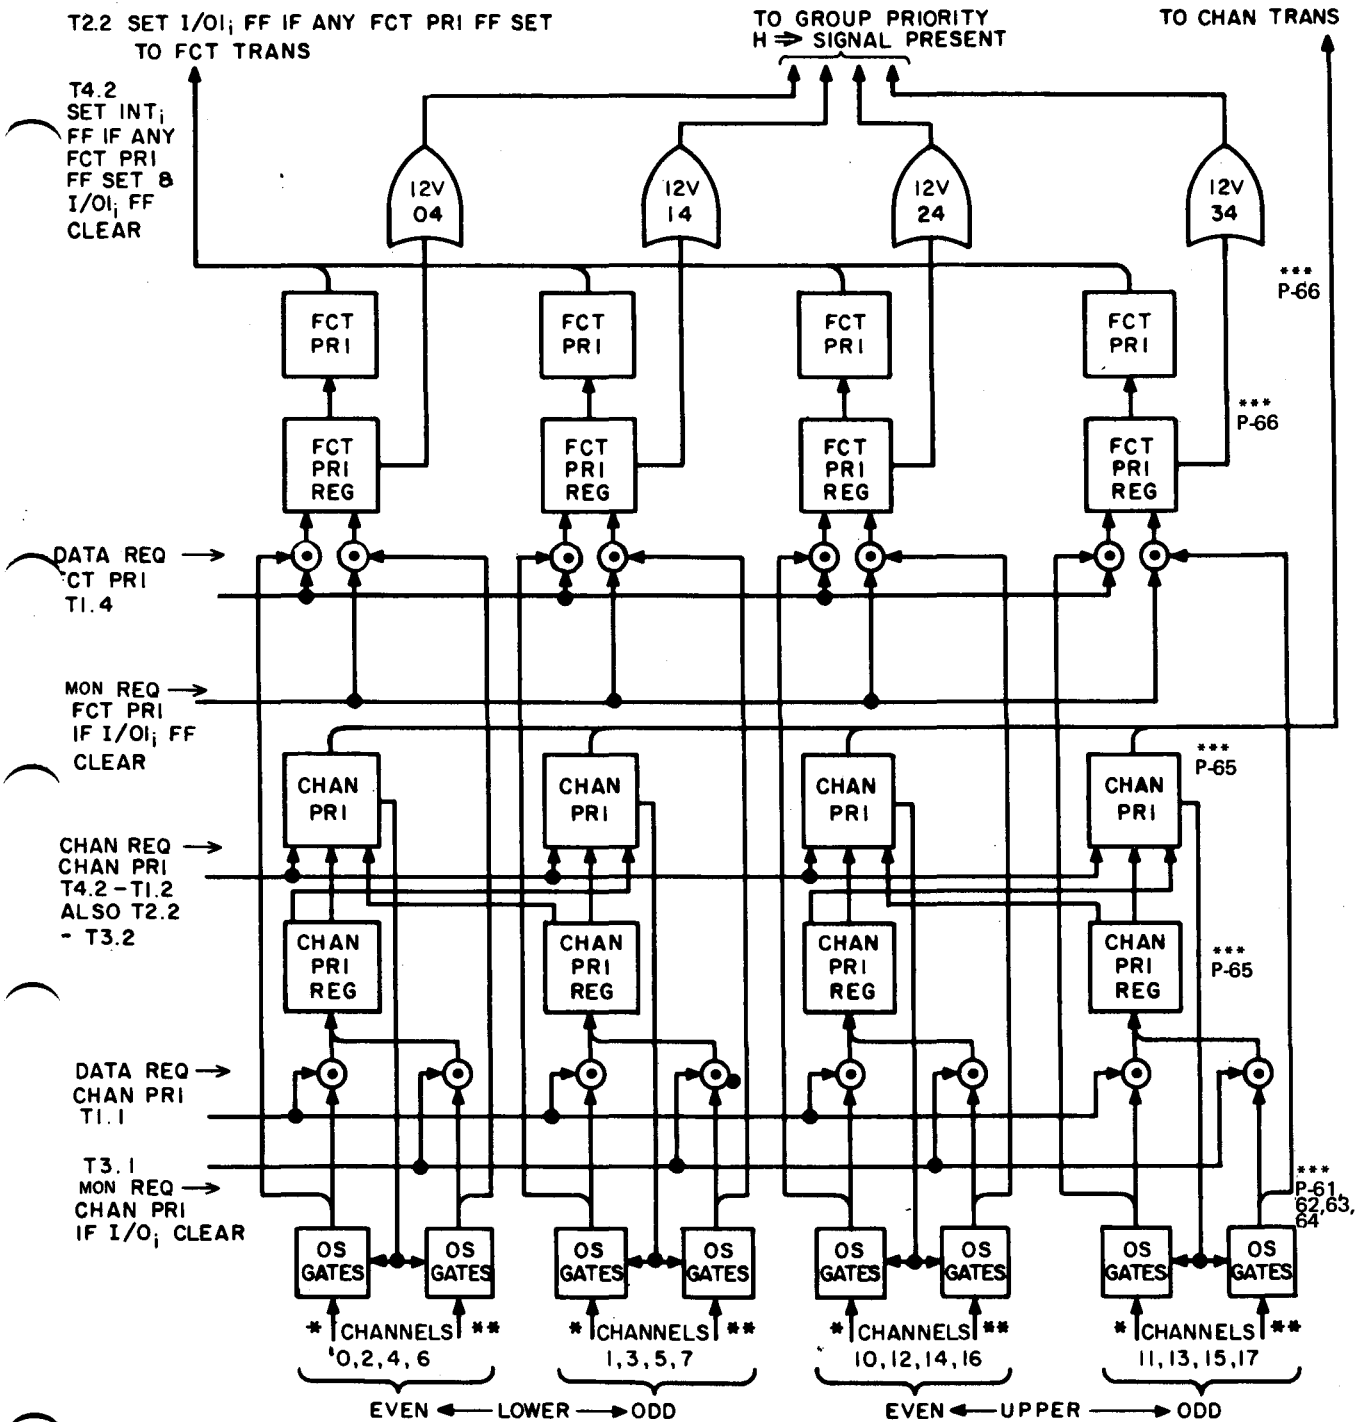 T2.2 SET I/OI¡ FF IF ANY FCT PRI FF SET
TO FCT TRANS
TO GROUP PRIORITY
H ⇒ SIGNAL PRESENT
TO CHAN TRANS
T4.2
SET INT¡
FF IF ANY
FCT PRI
FF SET &
I/OI¡ FF
CLEAR
12V
04
12V
14
12V
24
12V
34
***
P-66
FCT
PRI
FCT
PRI
FCT
PRI
FCT
PRI
***
P-66
FCT
PRI
REG
FCT
PRI
REG
FCT
PRI
REG
FCT
PRI
REG
DATA REQ →
CT PRI
T1.4
MON REQ →
FCT PRI
IF I/OI¡ FF
CLEAR
CHAN
PRI
CHAN
PRI
CHAN
PRI
CHAN
PRI
***
P-65
CHAN REQ →
CHAN PRI
T4.2-T1.2
ALSO T2.2
- T3.2
CHAN
PRI
REG
CHAN
PRI
REG
CHAN
PRI
REG
CHAN
PRI
REG
***
P-65
DATA REQ →
CHAN PRI
T1.1
T3.1
MON REQ →
CHAN PRI
IF I/O¡ CLEAR
***
P-61,
62,63,
64
OS
GATES
OS
GATES
OS
GATES
OS
GATES
OS
GATES
OS
GATES
OS
GATES
OS
GATES
* CHANNELS **
0,2,4,6
* CHANNELS **
1,3,5,7
* CHANNELS **
10,12,14,16
* CHANNELS **
11,13,15,17
EVEN ← LOWER → ODD
EVEN ← UPPER → ODD